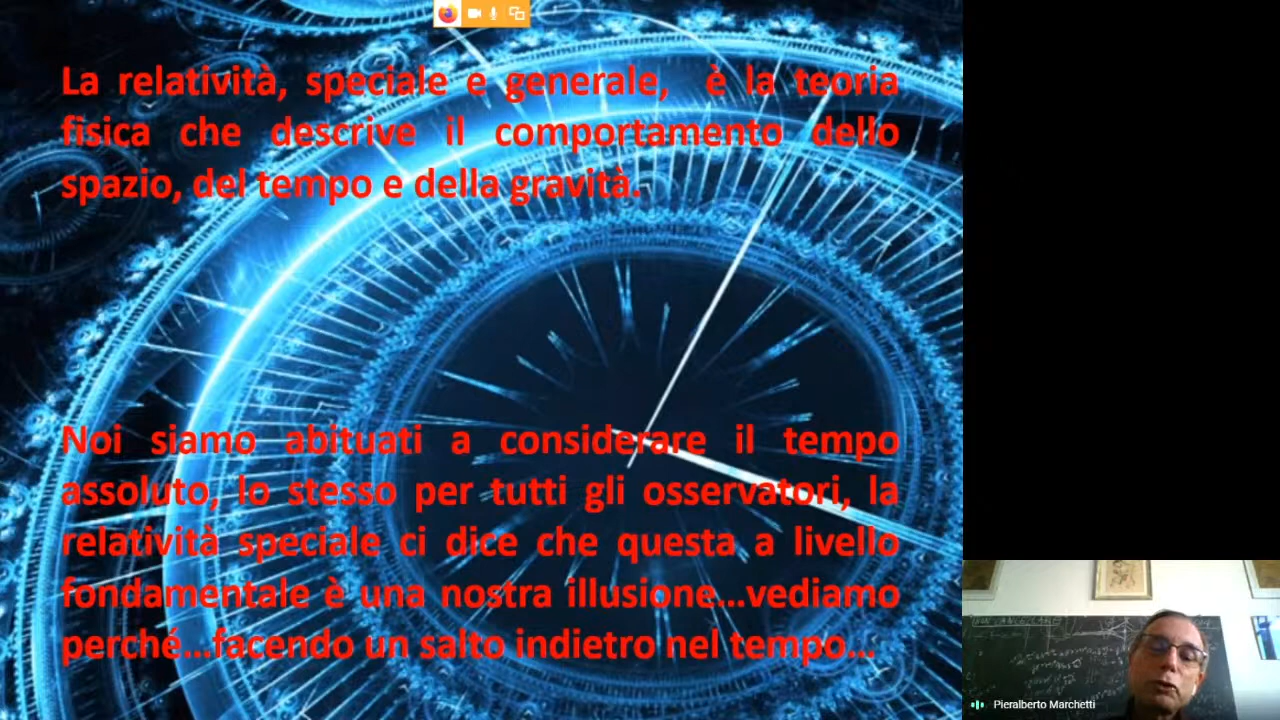 La relatività, speciale e generale, è la teoria
fisica che descrive il comportamento dello
spazio, del tempo e della gravità.
Noi siamo abituati a considerare il tempo
assoluto, lo stesso per tutti gli osservatori, la
relatività speciale ci dice che questa a livello
fondamentale è una nostra illusione...vediamo
perché...facendo un salto indietro nel tempo...
Pieralberto Marchetti